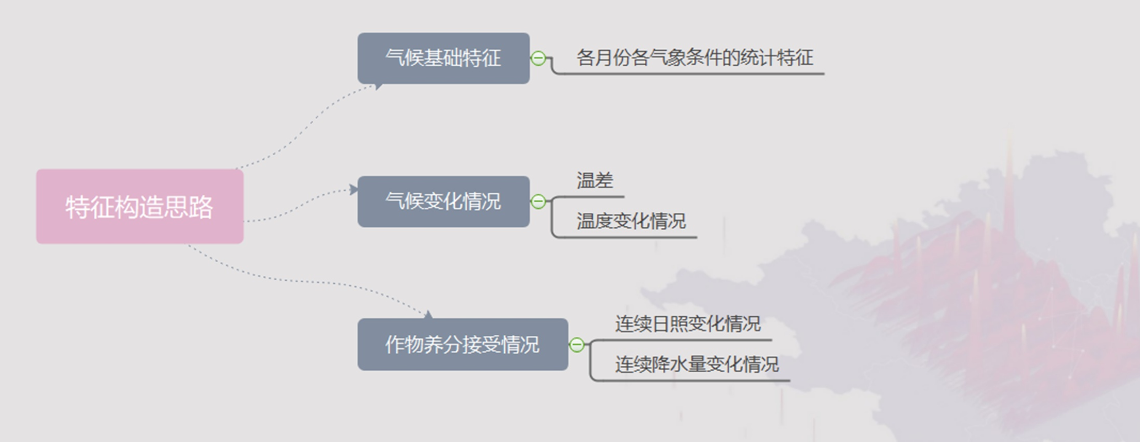 特征构造思路
气候基础特征
各月份各气象条件的统计特征
气候变化情况
温差
温度变化情况
作物养分接受情况
连续日照变化情况
连续降水量变化情况